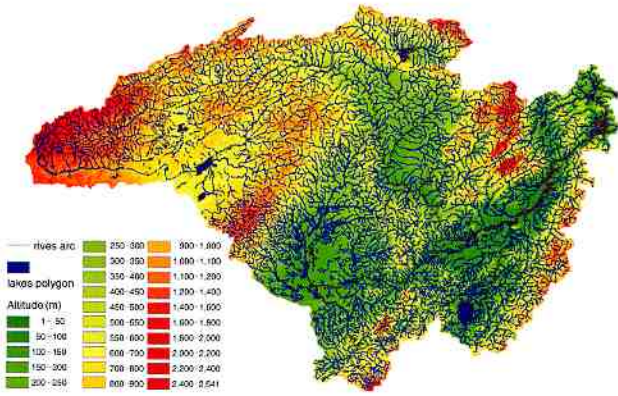 rives arc
lakes polygon
Altitude (m)
1 - 50
50 - 100
100 - 150
150 - 200
200 - 250
250 - 300
300 - 350
350 - 400
400 - 450
450 - 500
500 - 550
550 - 600
600 - 700
700 - 800
800 - 900
900 - 1,000
1,000 - 1,100
1,100 - 1,200
1,200 - 1,400
1,400 - 1,600
1,600 - 1,800
1,800 - 2,000
2,000 - 2,200
2,200 - 2,400
2,400 - 2,541